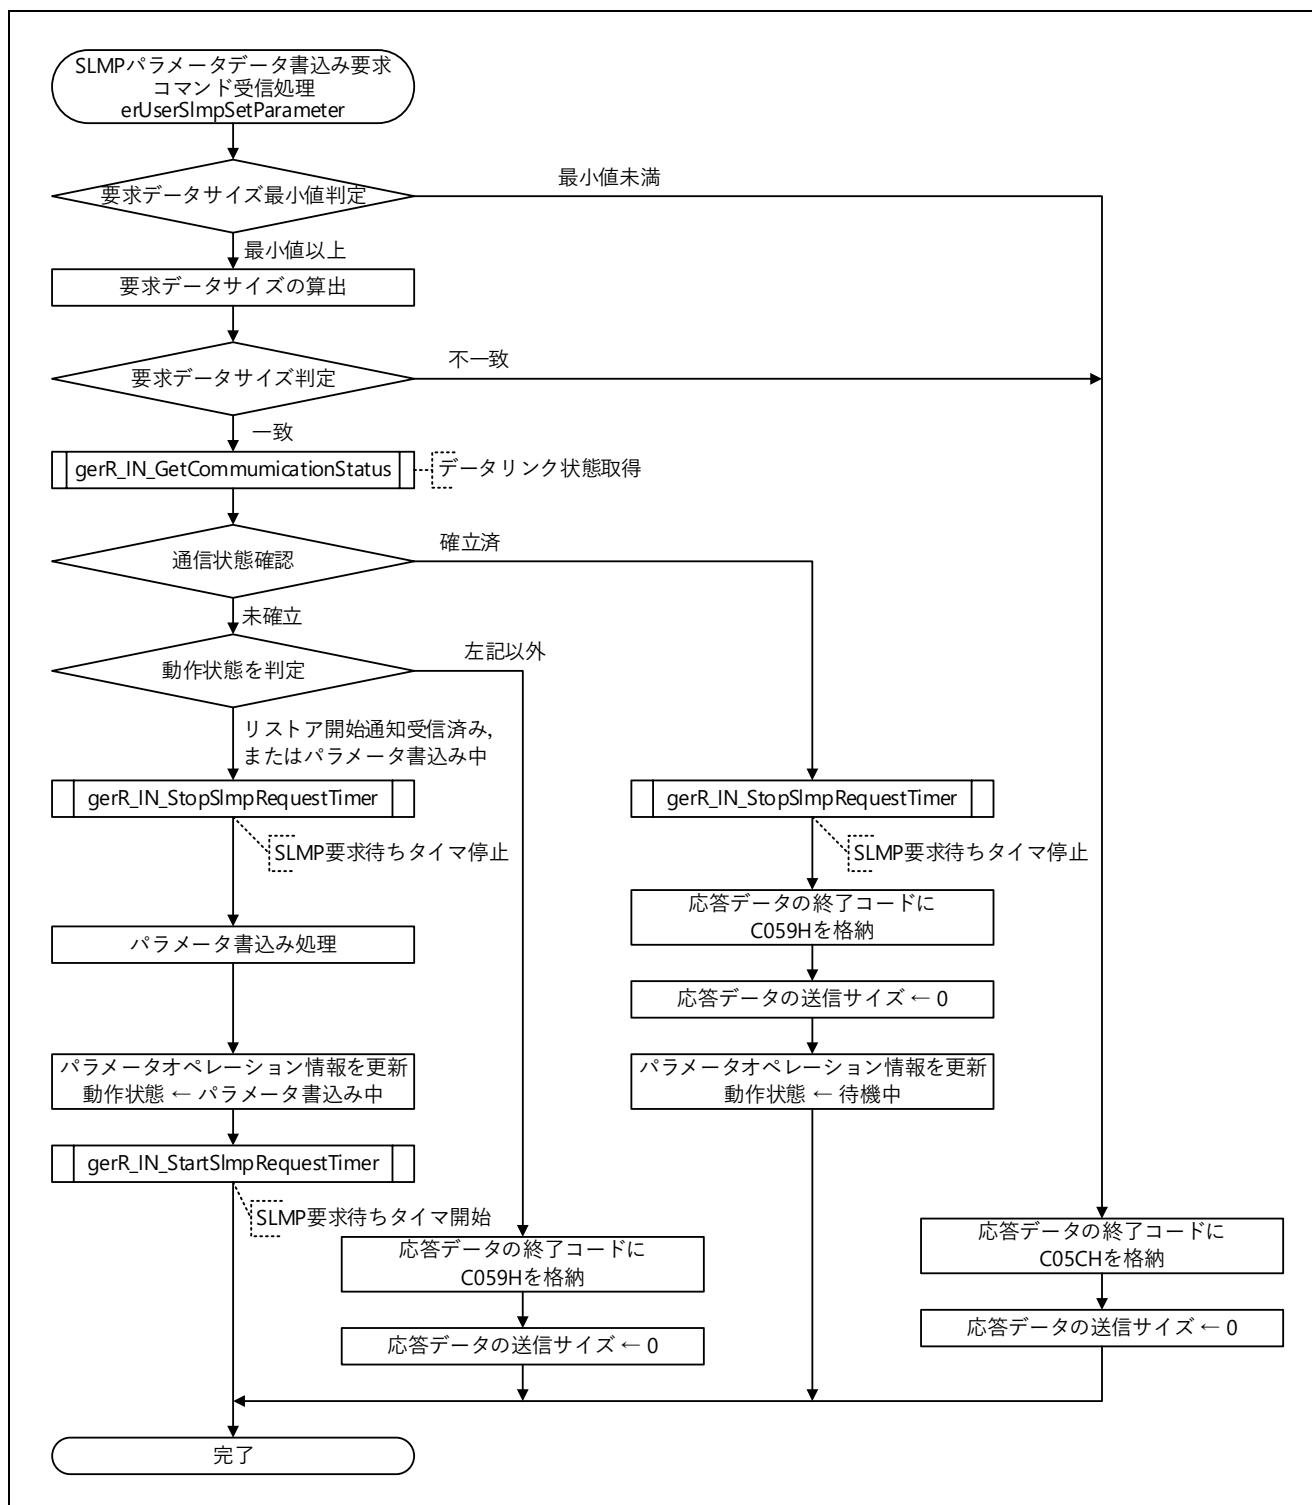 SLMPパラメータデータ書込み要求
コマンド受信処理
erUserSlmpSetParameter
要求データサイズ最小値判定
最小値未満
最小値以上
要求データサイズの算出
要求データサイズ判定
不一致
一致
gerR_IN_GetCommumicationStatus
データリンク状態取得
通信状態確認
確立済
未確立
動作状態を判定
左記以外
リストア開始通知受信済み,
またはパラメータ書込み中
gerR_IN_StopSlmpRequestTimer
SLMP要求待ちタイマ停止
パラメータ書込み処理
パラメータオペレーション情報を更新
動作状態 ← パラメータ書込み中
gerR_IN_StartSlmpRequestTimer
SLMP要求待ちタイマ開始
応答データの終了コードに
C059Hを格納
応答データの送信サイズ ← 0
gerR_IN_StopSlmpRequestTimer
SLMP要求待ちタイマ停止
応答データの終了コードに
C059Hを格納
応答データの送信サイズ ← 0
パラメータオペレーション情報を更新
動作状態 ← 待機中
応答データの終了コードに
C05CHを格納
応答データの送信サイズ ← 0
完了